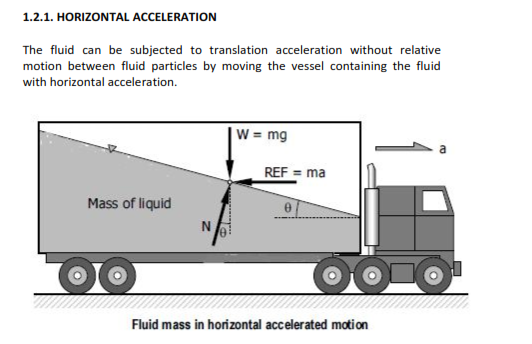 1.2.1. HORIZONTAL ACCELERATION
The fluid can be subjected to translation acceleration without relative
motion between fluid particles by moving the vessel containing the fluid
with horizontal acceleration.
W = mg
a
REF = ma
Mass of liquid
θ
N
θ
Fluid mass in horizontal accelerated motion